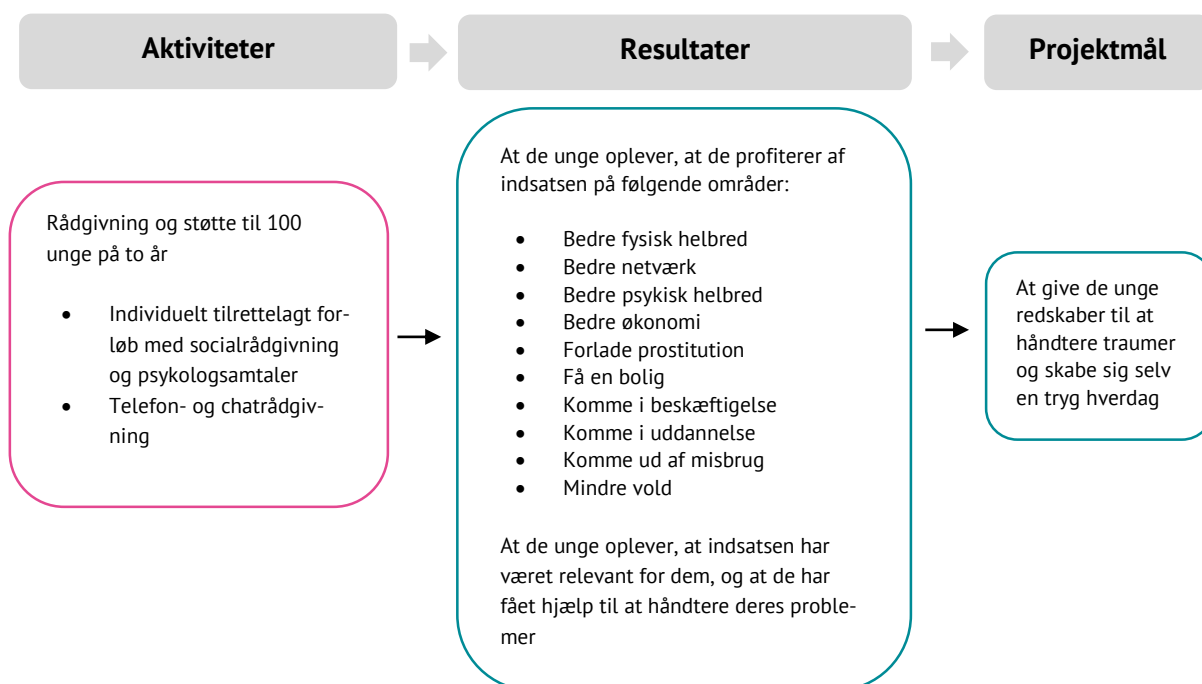 Aktiviteter
Resultater
Projektmål
Rådgivning og støtte til 100
unge på to år
• Individuelt tilrettelagt for-
løb med socialrådgivning
og psykologsamtaler
• Telefon- og chatrådgiv-
ning
At de unge oplever, at de profiterer af
indsatsen på følgende områder:
• Bedre fysisk helbred
• Bedre netværk
• Bedre psykisk helbred
• Bedre økonomi
• Forlade prostitution
• Få en bolig
• Komme i beskæftigelse
• Komme i uddannelse
• Komme ud af misbrug
• Mindre vold
At de unge oplever, at indsatsen har
været relevant for dem, og at de har
fået hjælp til at håndtere deres proble-
mer
At give de unge
redskaber til at
håndtere traumer
og skabe sig selv
en tryg hverdag